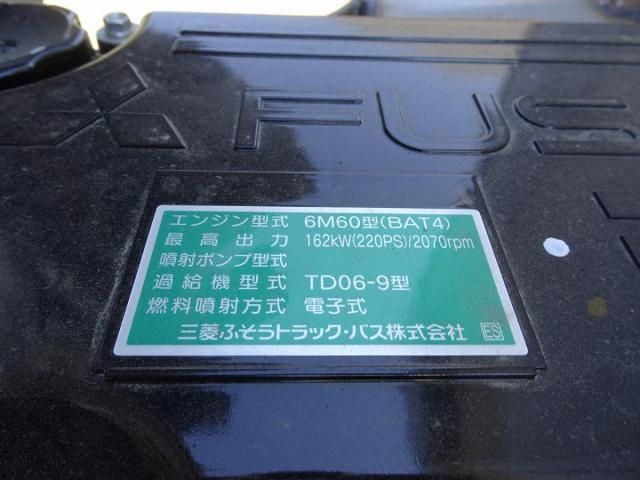 FUS
エンジン型式 6M60型(BAT4)
最高出力 162kW(220PS)/2070rpm
噴射ポンプ型式
過給機型式 TD06-9型
燃料噴射方式 電子式
三菱ふそうトラック・バス株式会社 ES